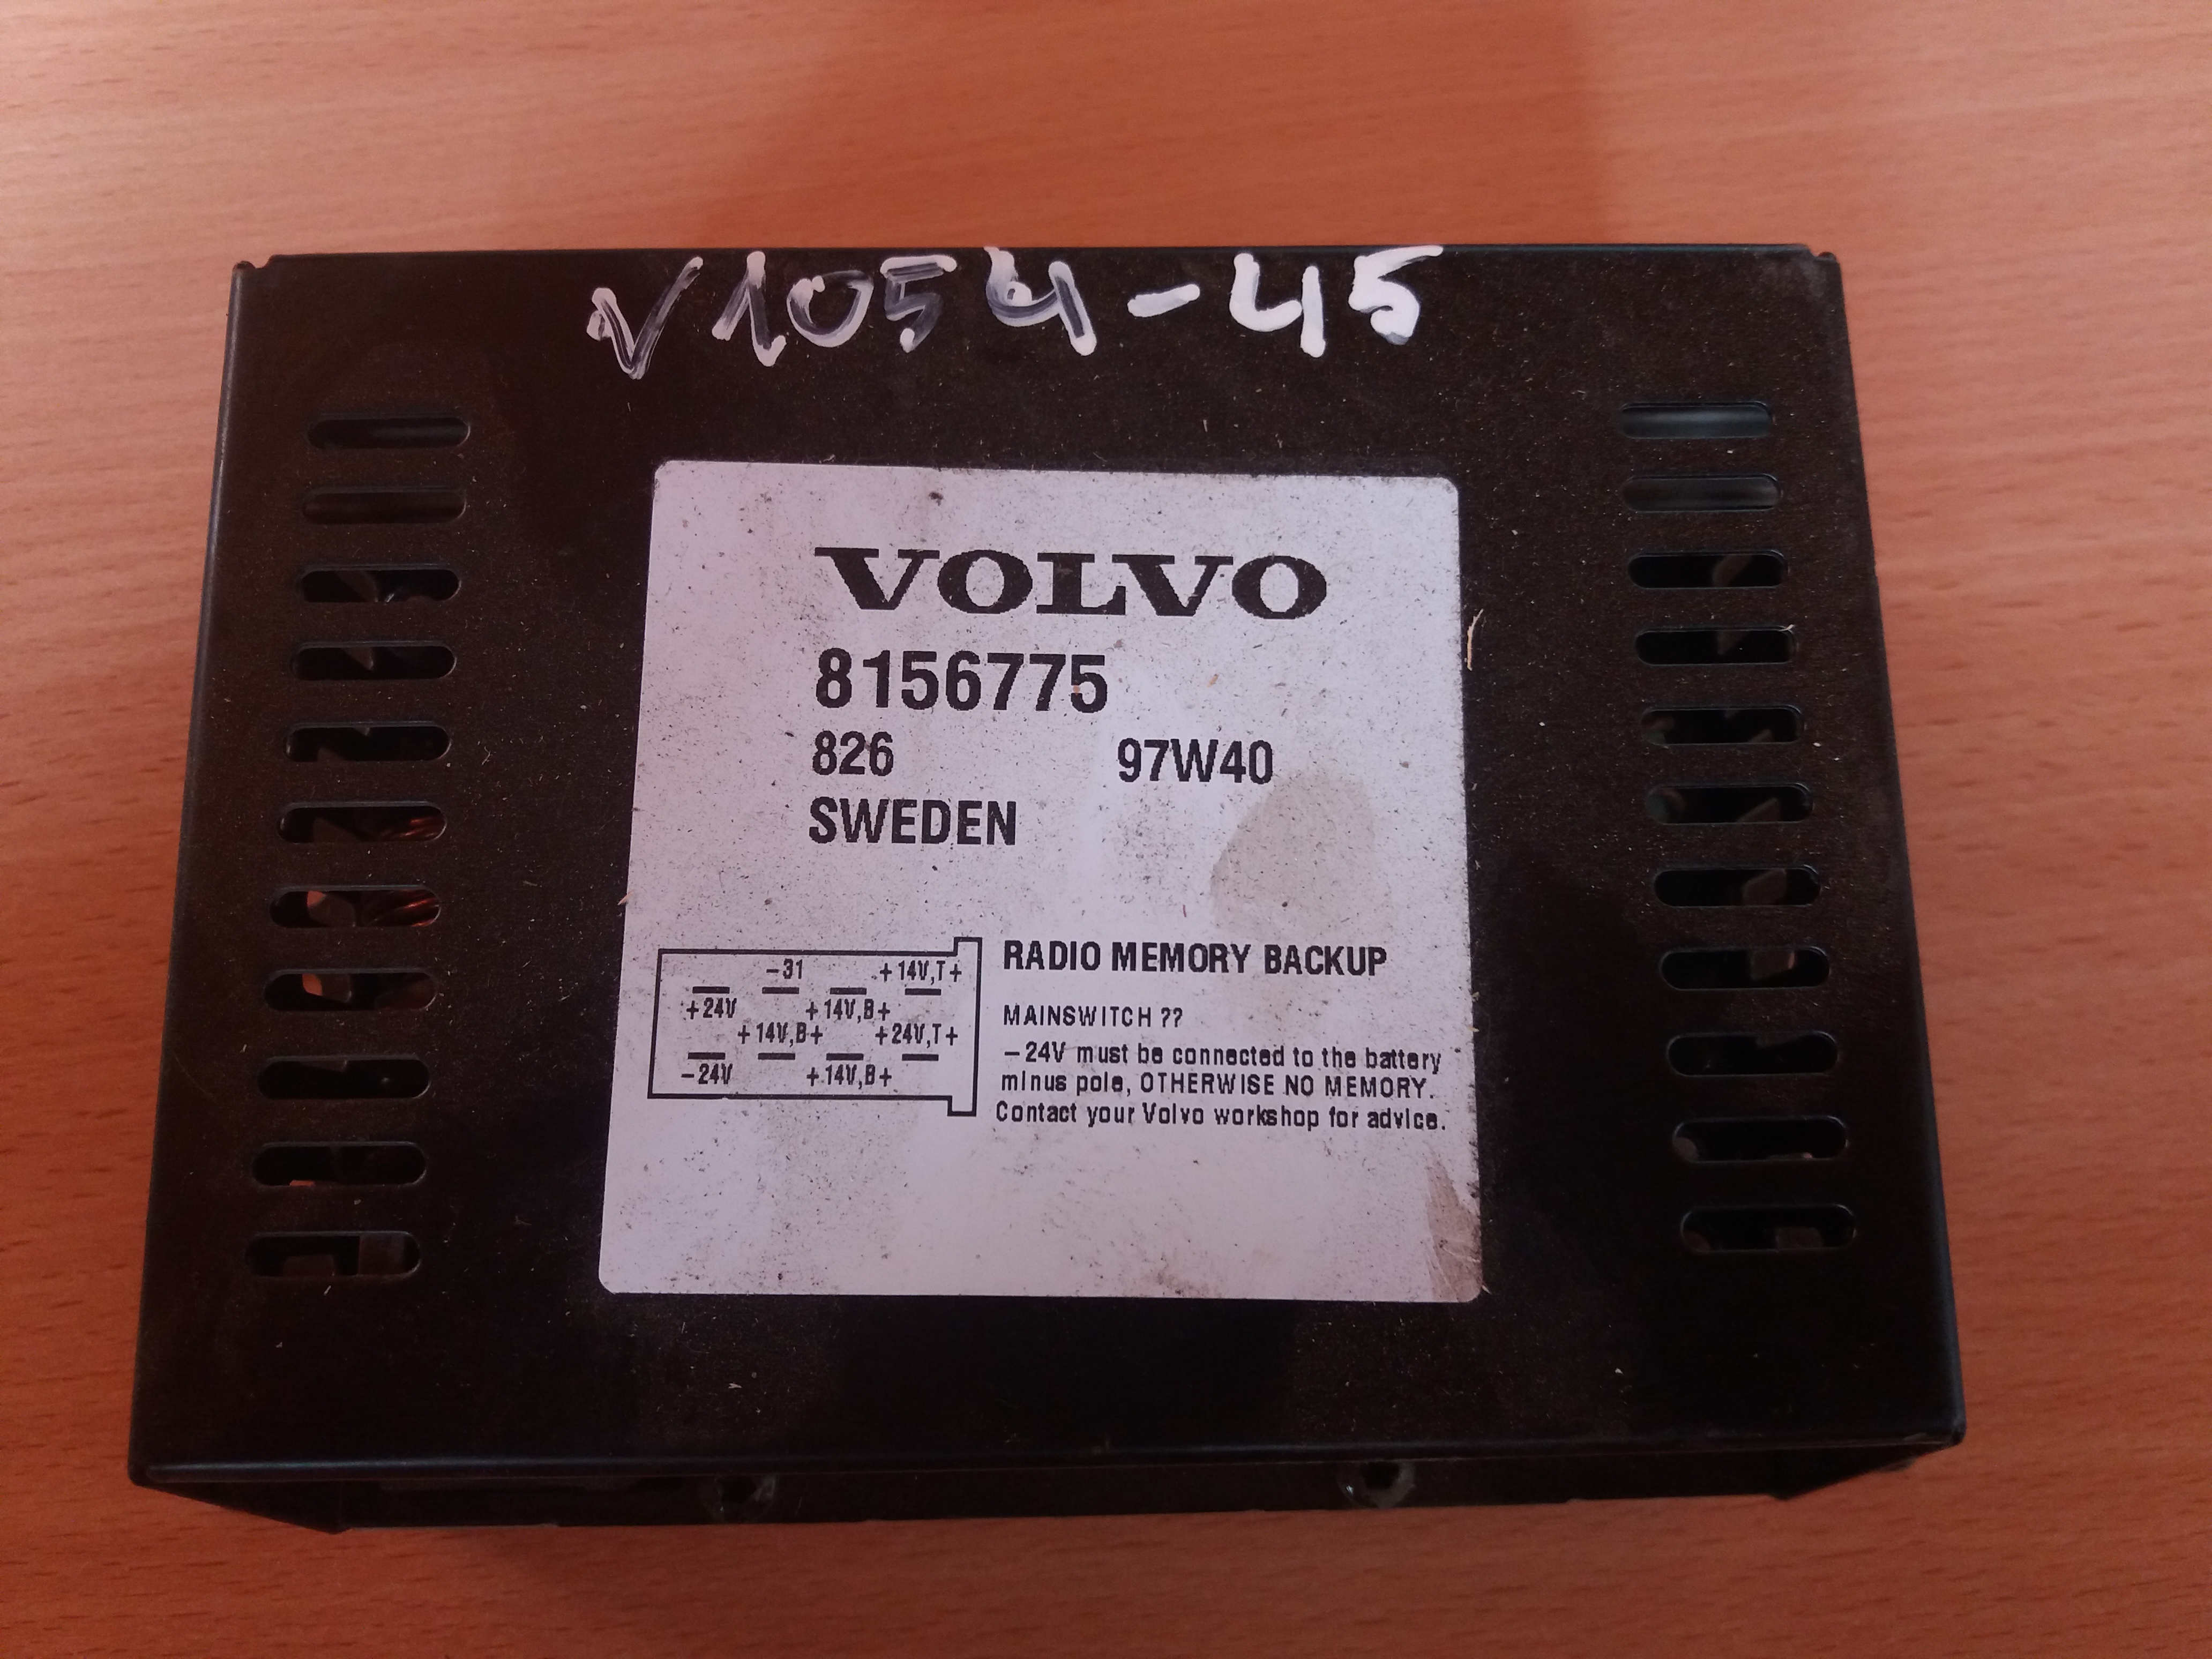 V1054-45
VOLVO
8156775
826 97W40
SWEDEN
-31 +14V,T+
+24V +14V,B+
+14V,B+ +24V,T+
-24V +14V,B+
RADIO MEMORY BACKUP
MAINSWITCH ??
-24V must be connected to the battery
minus pole, OTHERWISE NO MEMORY.
Contact your Volvo workshop for advice.